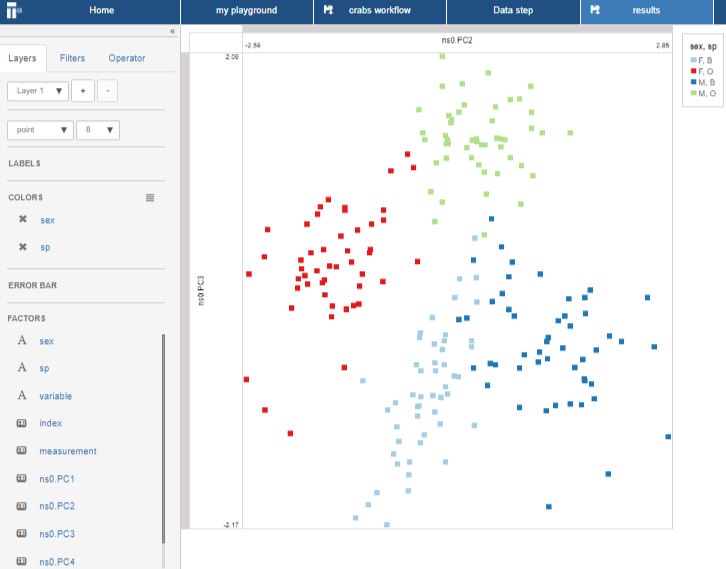 Home my playground crabs workflow Data step results
«
Layers Filters Operator
Layer 1 ▼ + -
point ▼ 8 ▼
LABELS
COLORS
✖ sex
✖ sp
ERROR BAR
FACTORS
A sex
A sp
A variable
index
measurement
ns0.PC1
ns0.PC2
ns0.PC3
ns0.PC4
ns0.PC2
-2.59 2.85
2.09
ns0.PC3
-2.17
sex, sp
F, B
F, O
M, B
M, O